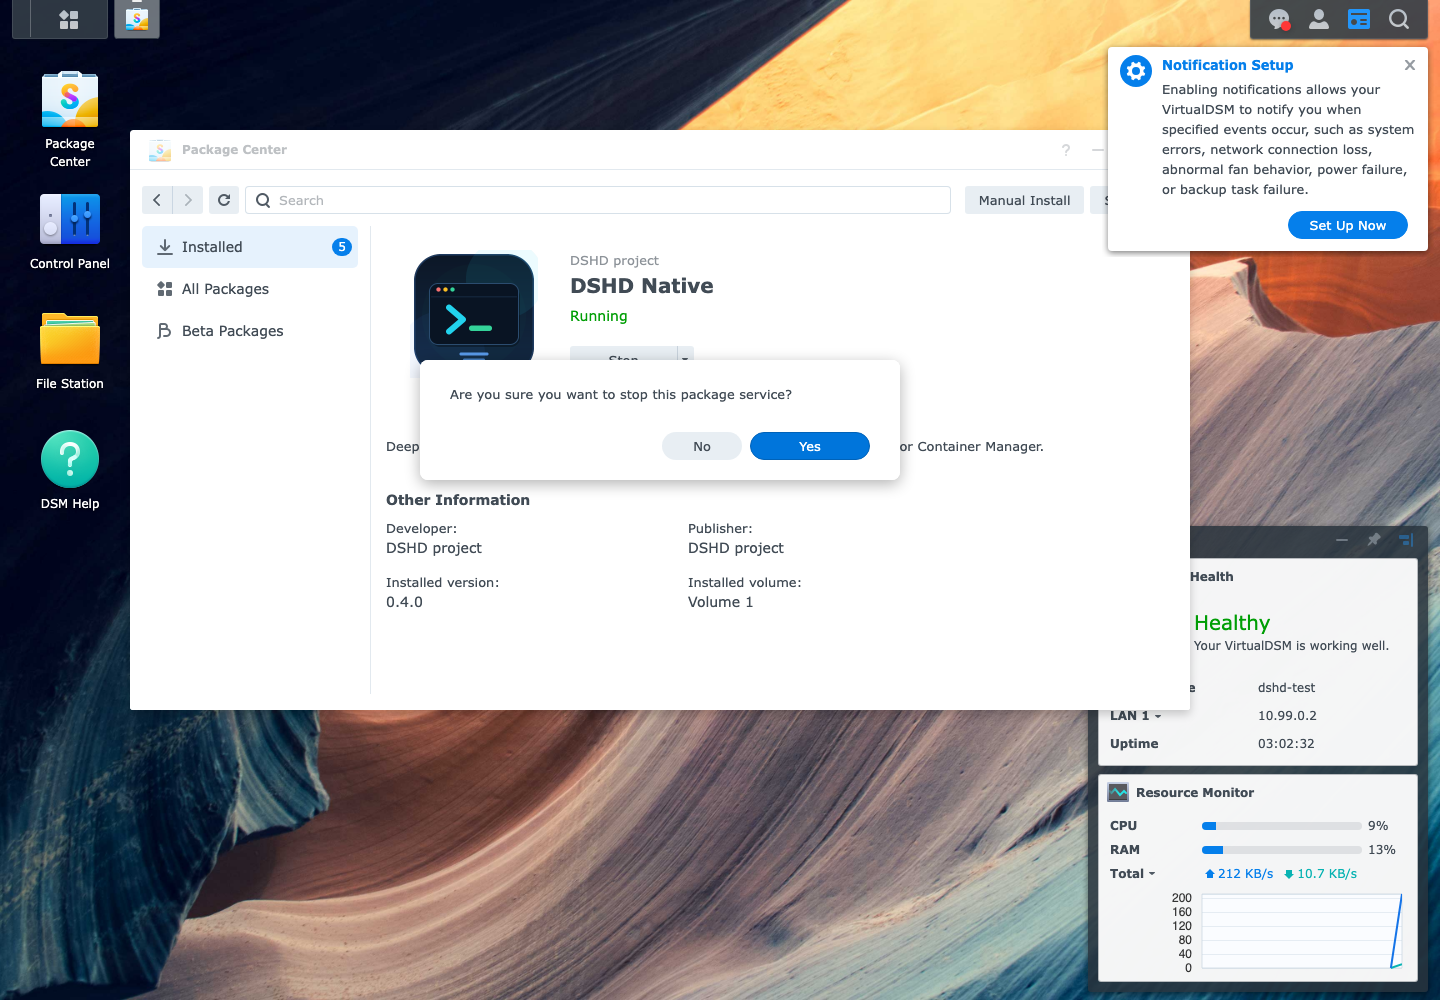 Package
Center
Control Panel
File Station
DSM Help
Package Center
Search
Manual Install
Installed
5
All Packages
Beta Packages
DSHD project
DSHD Native
Running
Stop
Are you sure you want to stop this package service?
No
Yes
Deep
or Container Manager.
Other Information
Developer:
DSHD project
Publisher:
DSHD project
Installed version:
0.4.0
Installed volume:
Volume 1
Notification Setup
Enabling notifications allows your
VirtualDSM to notify you when
specified events occur, such as system
errors, network connection loss,
abnormal fan behavior, power failure,
or backup task failure.
Set Up Now
Health
Healthy
Your VirtualDSM is working well.
dshd-test
LAN 1
10.99.0.2
Uptime
03:02:32
Resource Monitor
CPU
9%
RAM
13%
Total
212 KB/s
10.7 KB/s
200
160
120
80
40
0